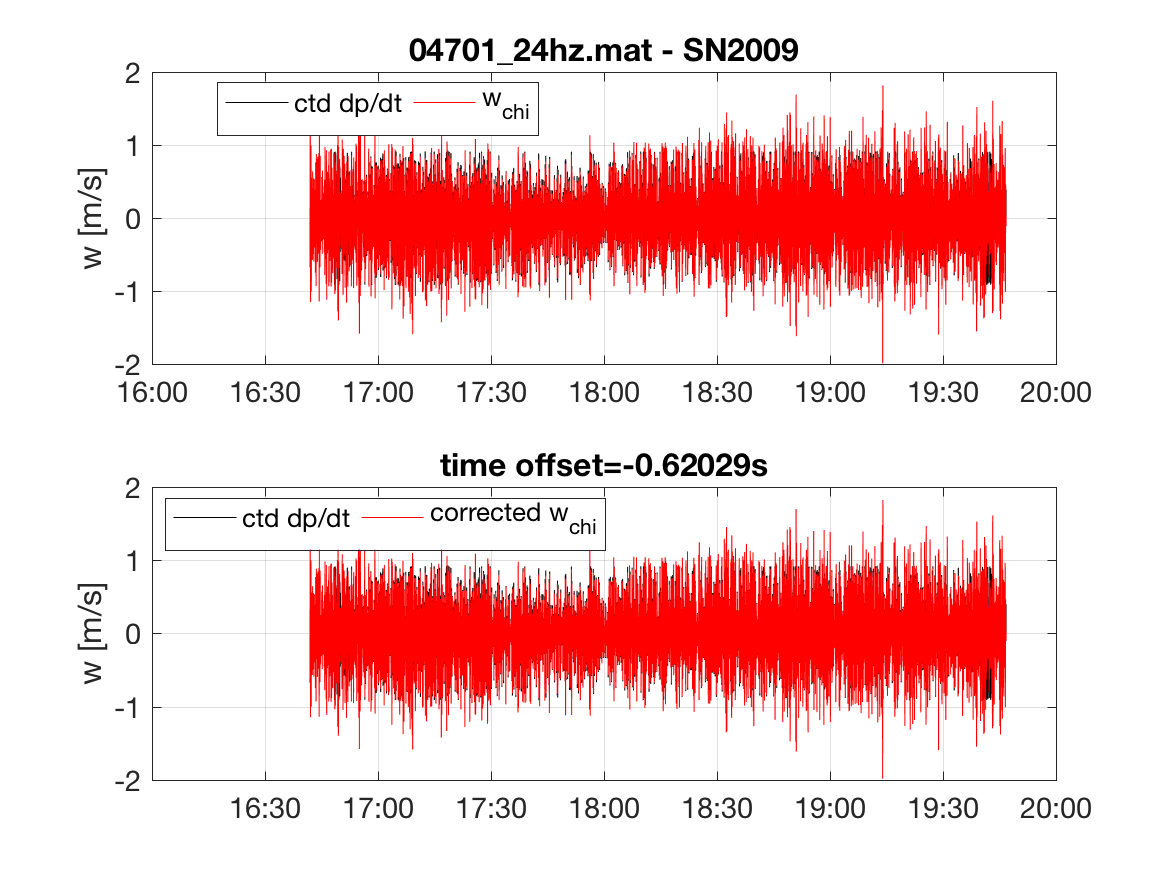 04701_24hz.mat - SN2009
2
ctd dp/dt w_chi
1
0
-1
-2
w [m/s]
16:00 16:30 17:00 17:30 18:00 18:30 19:00 19:30 20:00
time offset=-0.62029s
2
ctd dp/dt corrected w_chi
1
0
-1
-2
w [m/s]
16:30 17:00 17:30 18:00 18:30 19:00 19:30 20:00